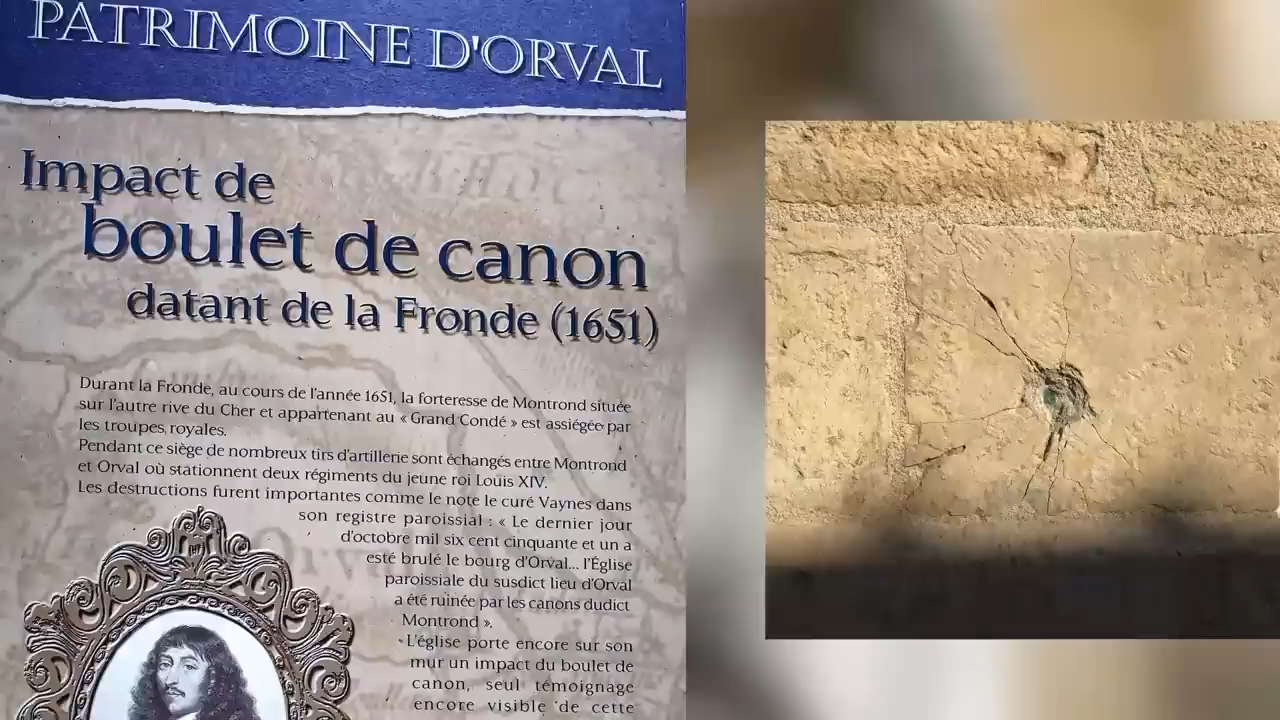 PATRIMOINE D'ORVAL
Impact de
boulet de canon
datant de la Fronde (1651)
Durant la Fronde, au cours de l'année 1651, la forteresse de Montrond située
sur l'autre rive du Cher et appartenant au « Grand Condé » est assiégée par
les troupes royales.
Pendant ce siège de nombreux tirs d'artillerie sont échangés entre Montrond
et Orval où stationnent deux régiments du jeune roi Louis XIV.
Les destructions furent importantes comme le note le curé Vaynes dans
son registre paroissial : « Le dernier jour
d'octobre mil six cent cinquante et un a
esté brulé le bourg d'Orval... l'Église
paroissiale du susdict lieu d'Orval
a été ruinée par les canons dudict
Montrond ».
L'église porte encore sur son
mur un impact du boulet de
canon, seul témoignage
encore visible de cette